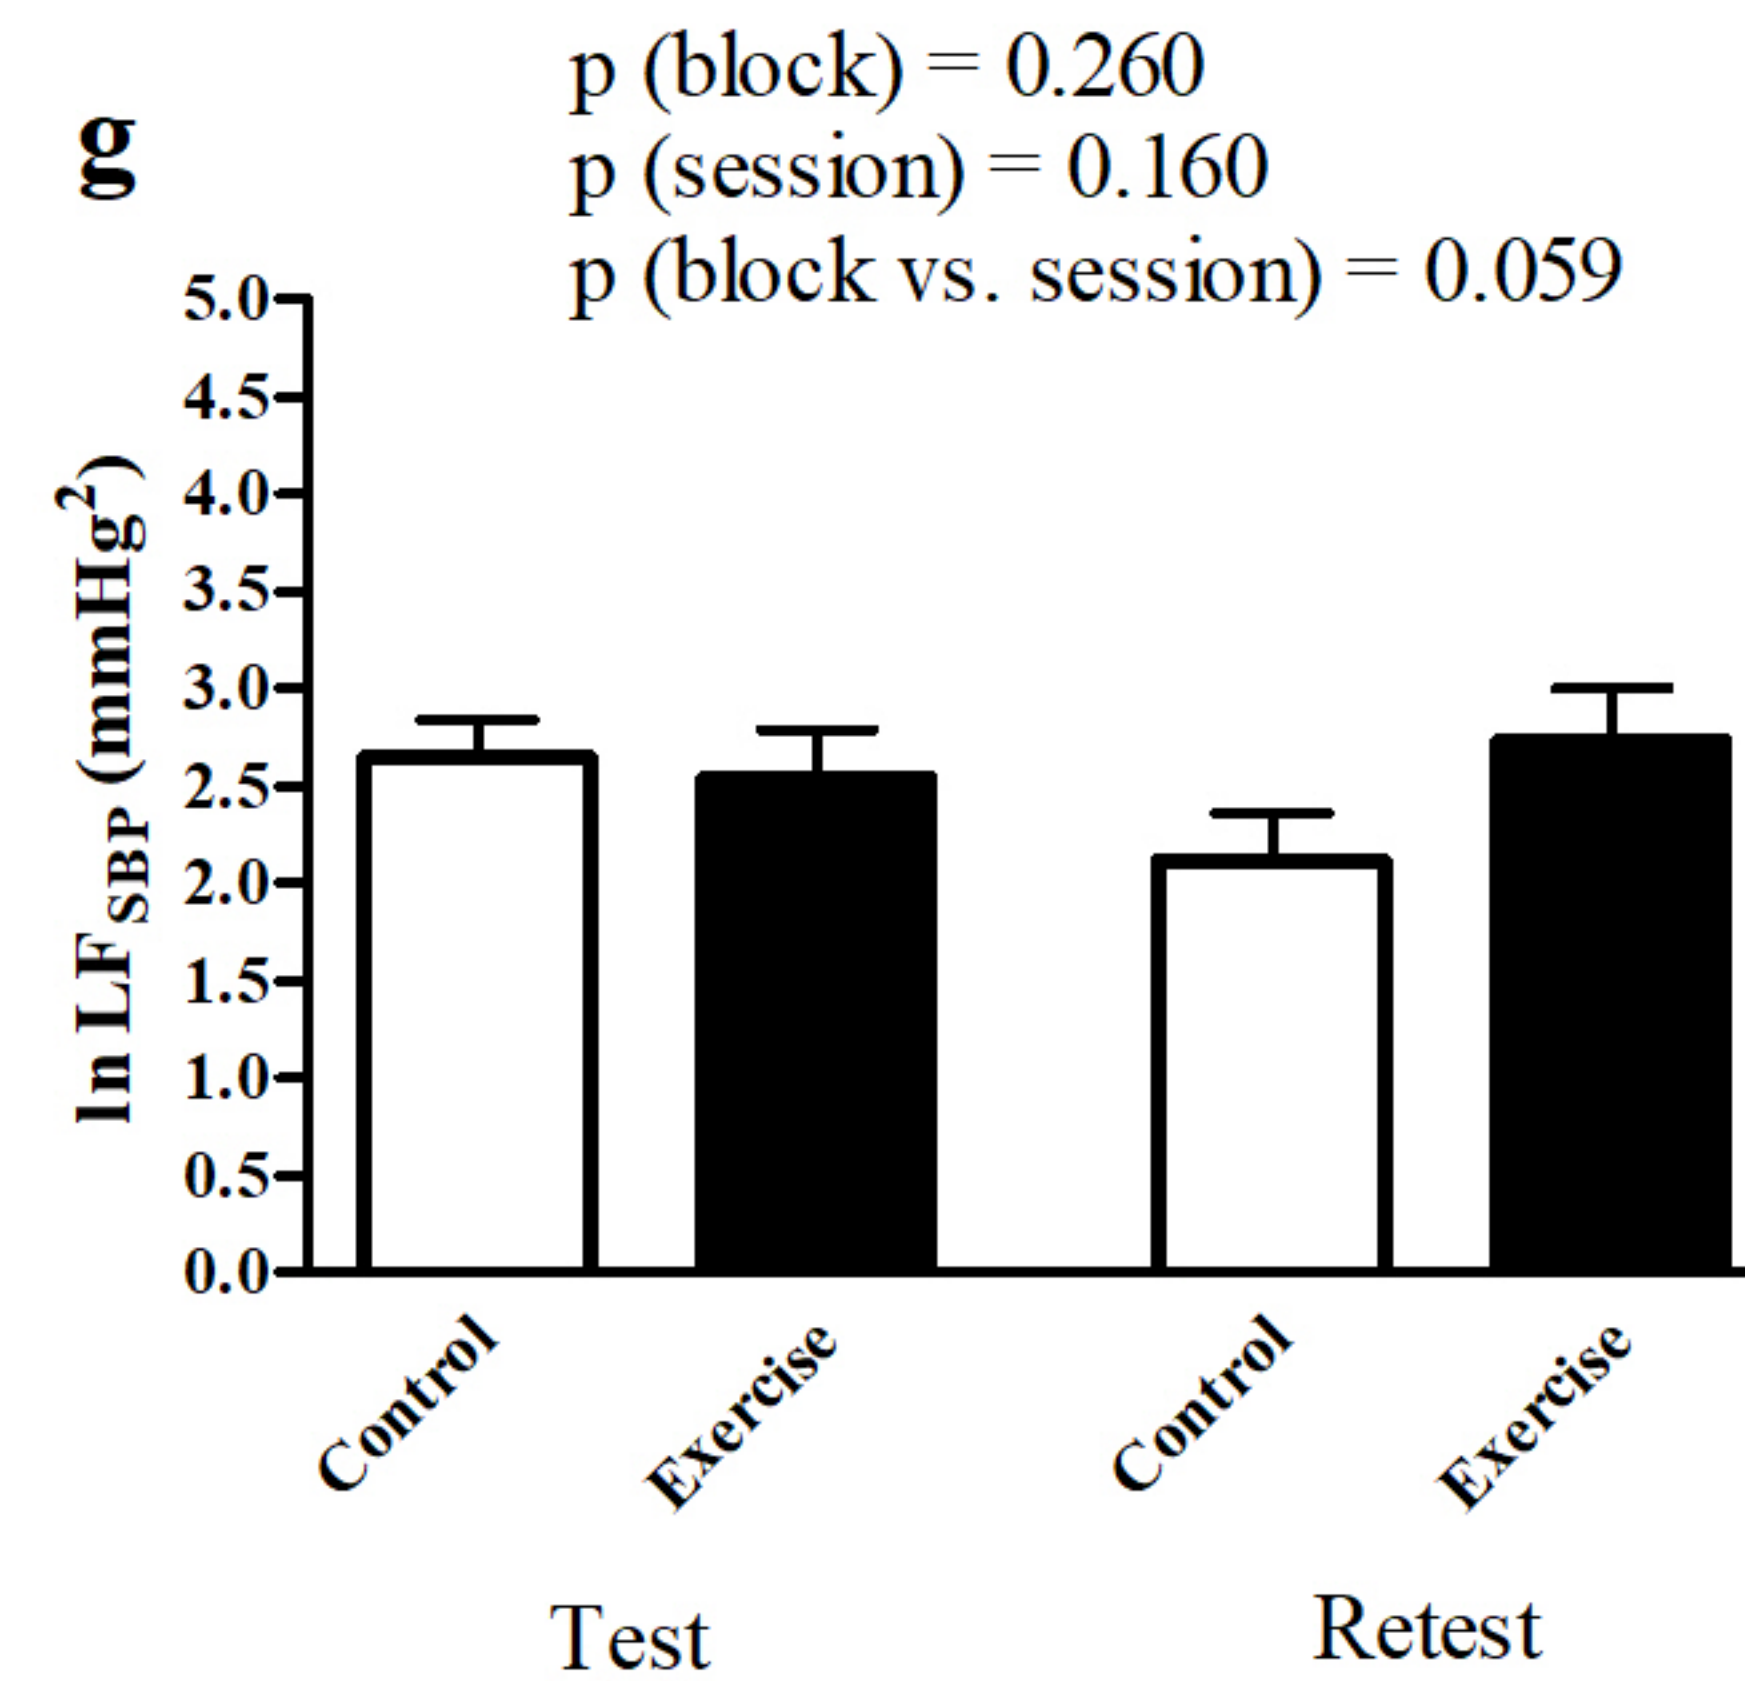 p (block) = 0.260
g
p (session) = 0.160
p (block vs. session) = 0.059
5.0
4.5
4.0
3.5
3.0
2.5
2.0
1.5
1.0
0.5
0.0
ln LF SBP (mmHg²)
Control
Exercise
Control
Exercise
Test
Retest